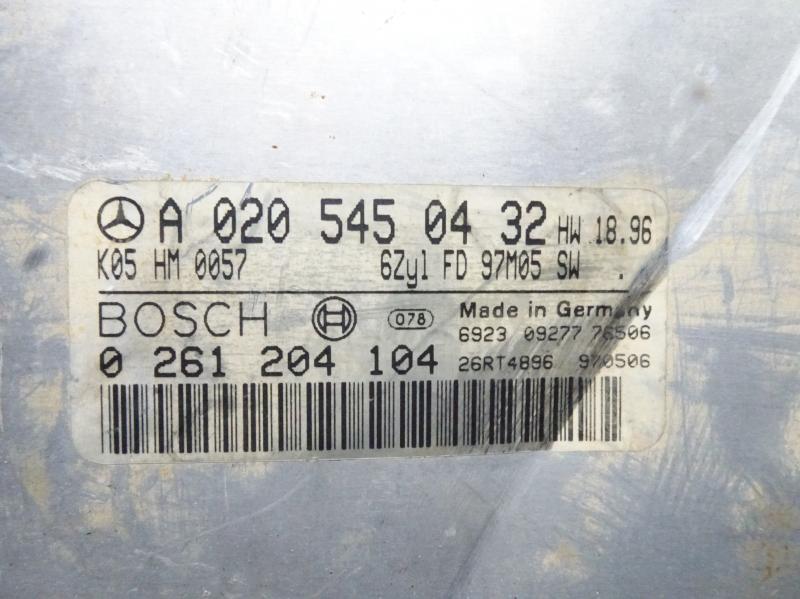 A 020 545 04 32 HW 18.96
K05 HM 0057 6Zyl FD 97M05 SW .
BOSCH 078 Made in Germany
6923 09277 76506
0 261 204 104 26RT4896 970506